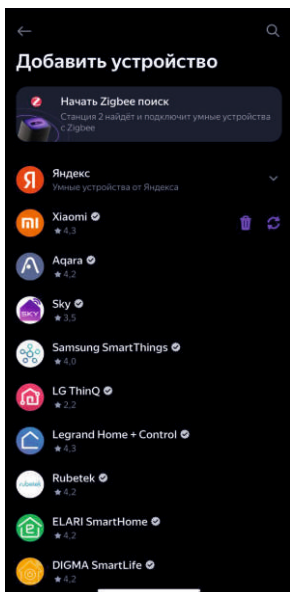 Добавить устройство
Начать Zigbee поиск
Станция 2 найдёт и подключит умные устройства
с Zigbee
Я
Яндекс
Умные устройства от Яндекса
Xiaomi
★ 4,3
Aqara
★ 4,2
SKY
Sky
★ 3,5
Samsung SmartThings
★ 4,0
LG ThinQ
★ 2,2
Legrand Home + Control
★ 4,3
rubetek
Rubetek
★ 4,2
ELARI SmartHome
★ 4,2
DIGMA SmartLife
★ 4,2